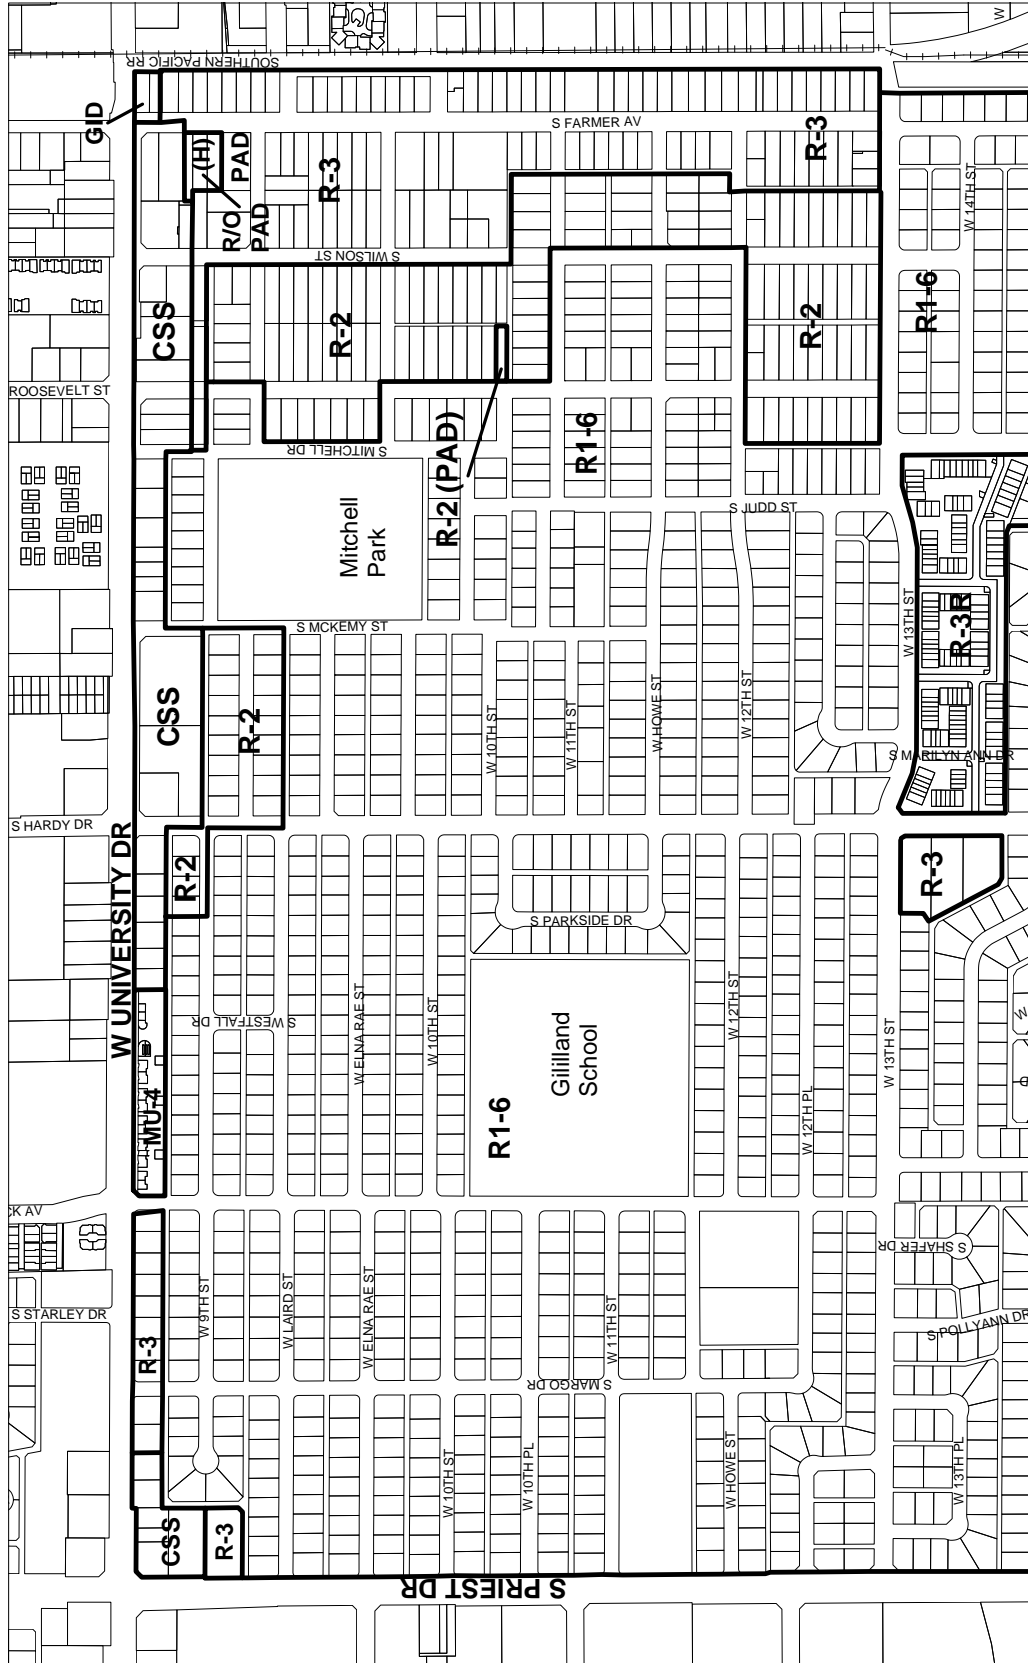 SOUTHERN PACIFIC RR
GID
S FARMER AV
(H)
PAD
R-3
R-3
W 14TH ST
R/O
PAD
S WILSON ST
CSS
R-2
R-2
R1-6
ROOSEVELT ST
S MITCHELL DR
R-2 (PAD)
R1-6
Mitchell
Park
S JUDD ST
W 13TH ST
R-3R
S MCKEMY ST
CSS
R-2
W 10TH ST
W 11TH ST
W HOWE ST
W 12TH ST
S MARILYN ANN DR
S HARDY DR
W UNIVERSITY DR
R-2
R-3
S PARKSIDE DR
S WESTFALL DR
W ELNA RAE ST
W 10TH ST
W 12TH ST
W 13TH ST
MU-4
Gililland
School
R1-6
W 12TH PL
CK AV
S SHAFER DR
S STARLEY DR
W 9TH ST
W LAIRD ST
W ELNA RAE ST
W 11TH ST
S POLLYANN DR
R-3
S MARGO DR
W 10TH ST
W 10TH PL
W HOWE ST
W 13TH PL
CSS
R-3
S PRIEST DR